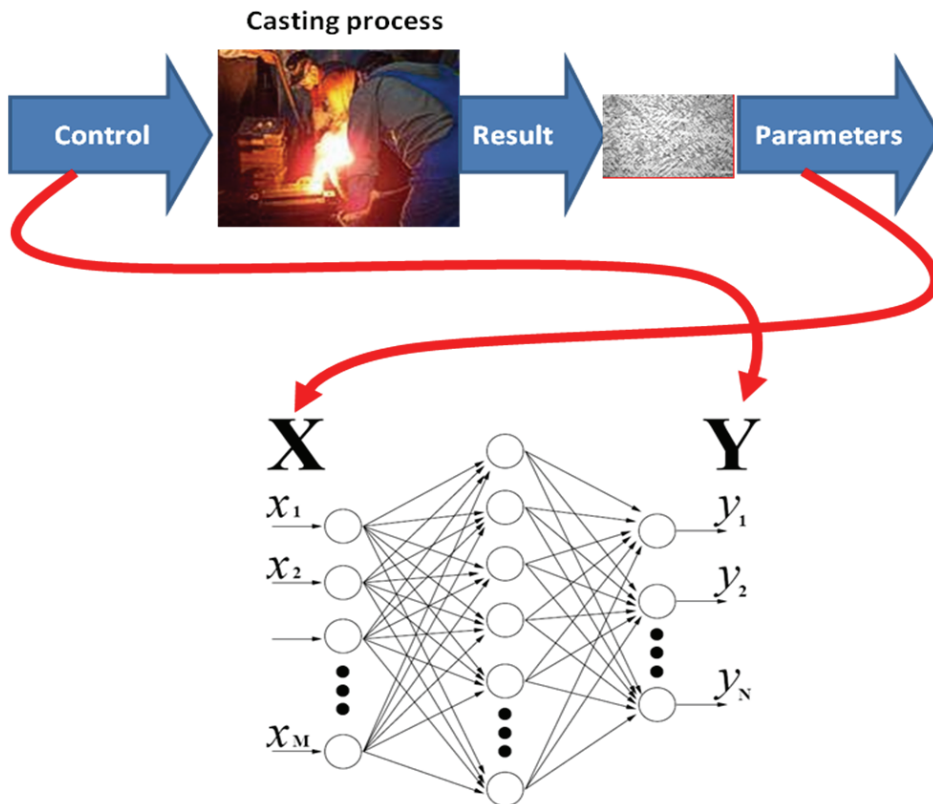 Casting process
Control
Result
Parameters
X
Y
x1
x2
xM
y1
y2
yN